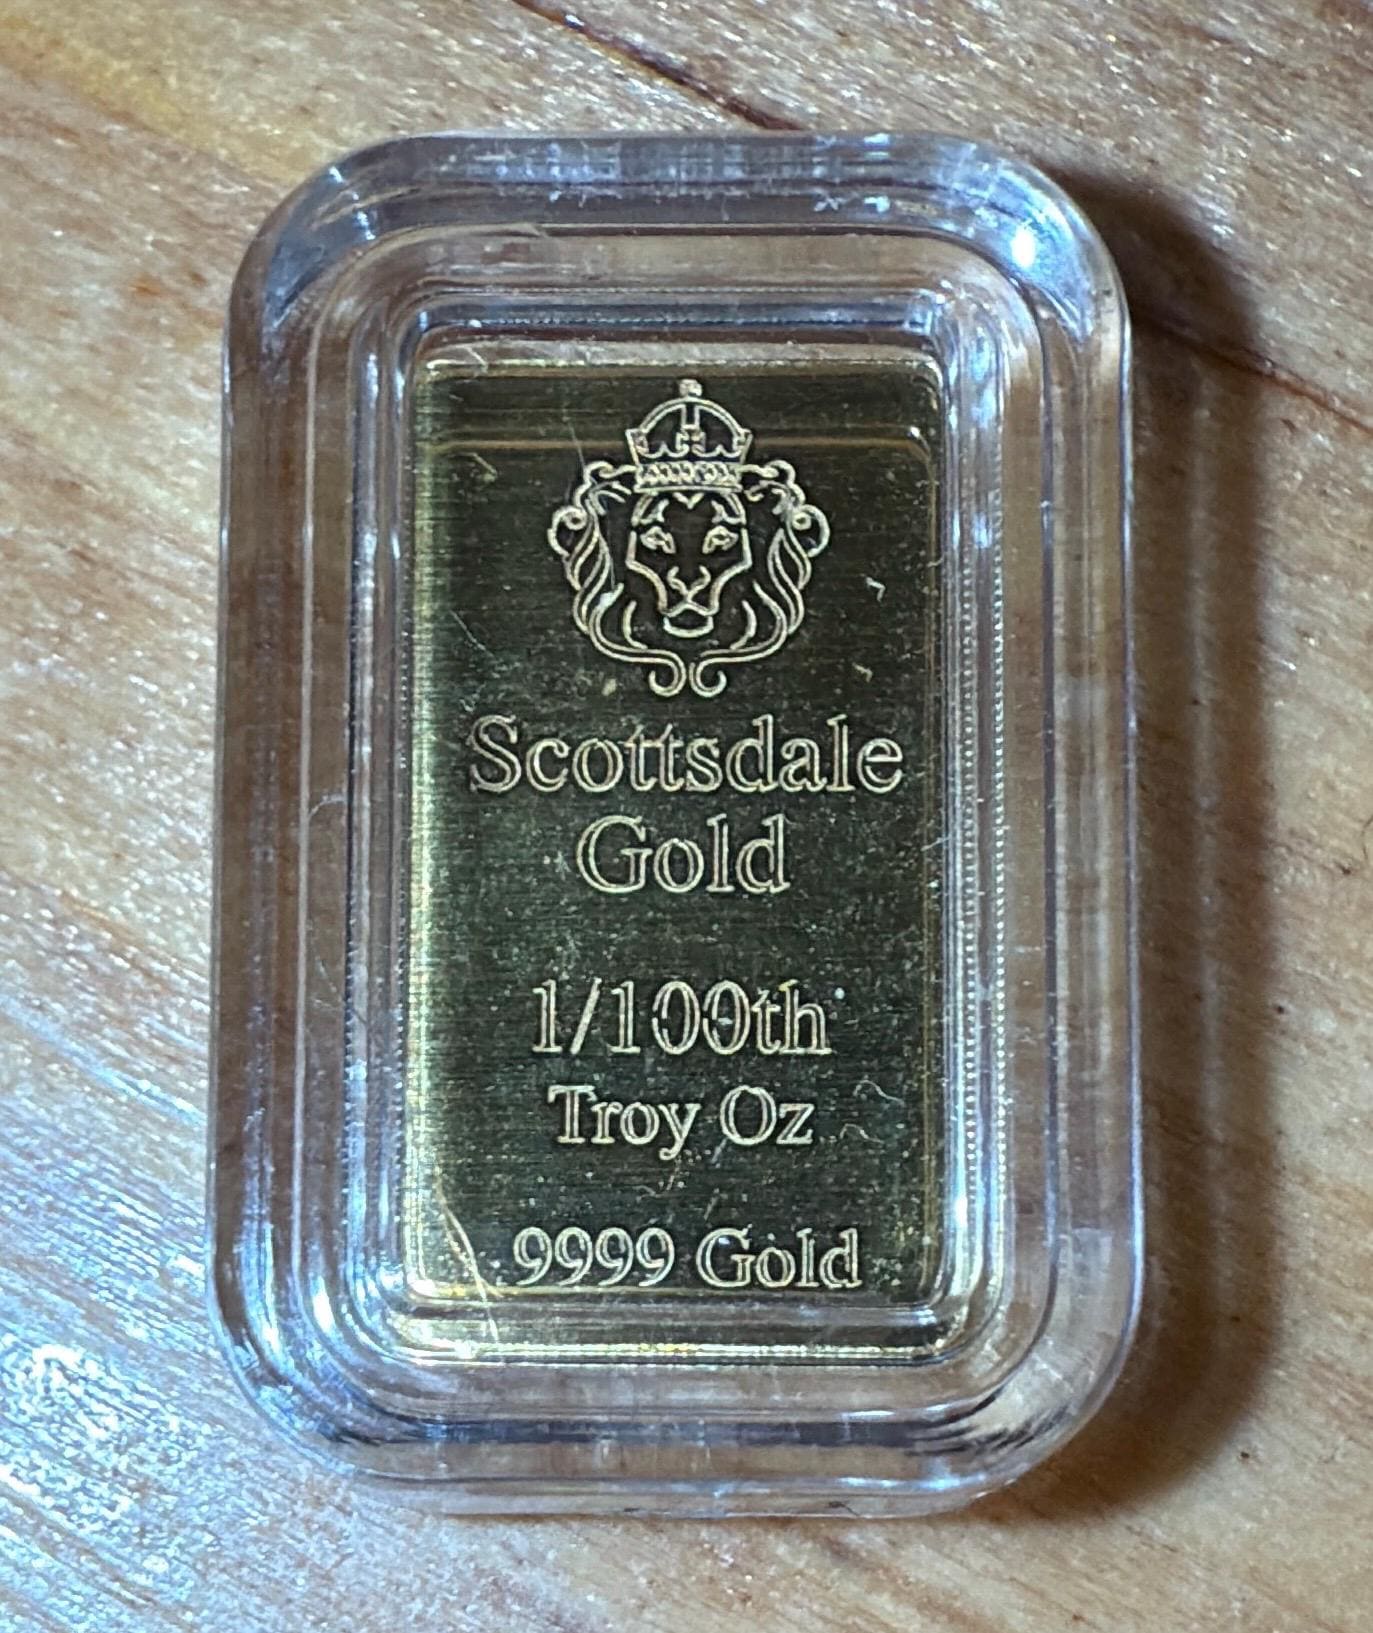 Scottsdale
Gold
1/100th
Troy Oz
9999 Gold